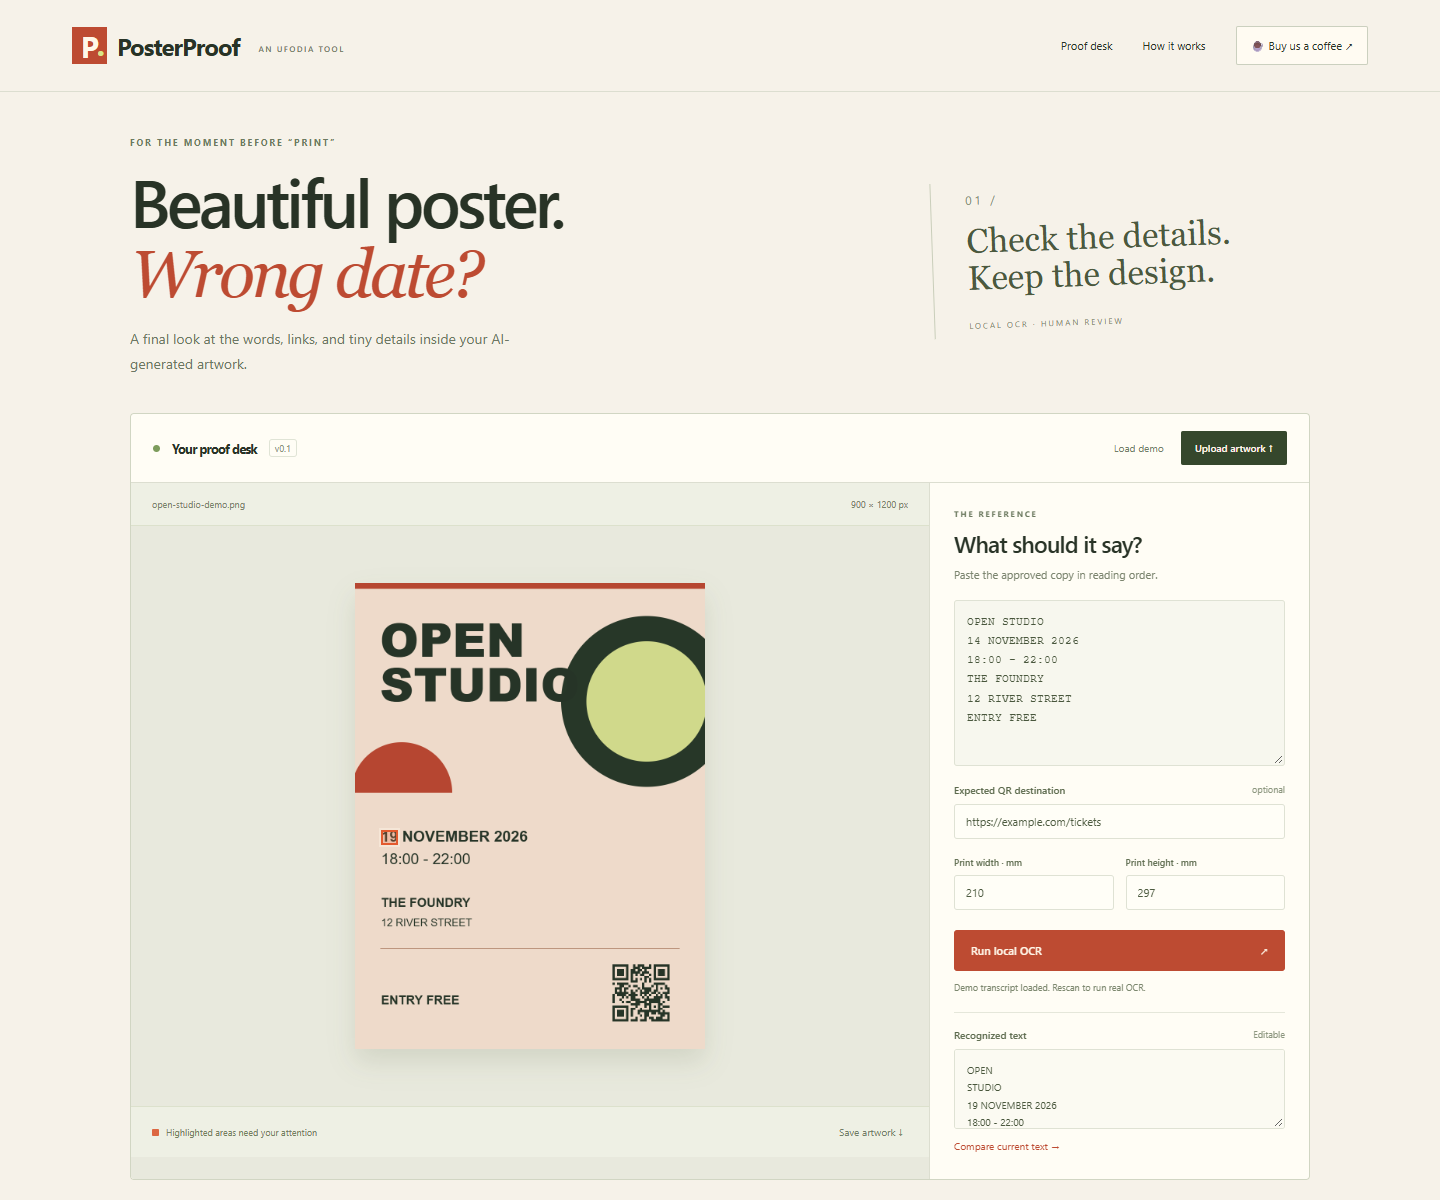 P.
PosterProof
AN UFODIA TOOL
Proof desk
How it works
Buy us a coffee ↗
FOR THE MOMENT BEFORE “PRINT”
Beautiful poster.
Wrong date?
A final look at the words, links, and tiny details inside your AI-
generated artwork.
01 /
Check the details.
Keep the design.
LOCAL OCR · HUMAN REVIEW
Your proof desk
v0.1
Load demo
Upload artwork ↑
open-studio-demo.png
900 × 1200 px
OPEN
STUDIO
19 NOVEMBER 2026
18:00 - 22:00
THE FOUNDRY
12 RIVER STREET
ENTRY FREE
Highlighted areas need your attention
Save artwork ↓
THE REFERENCE
What should it say?
Paste the approved copy in reading order.
OPEN STUDIO
14 NOVEMBER 2026
18:00 – 22:00
THE FOUNDRY
12 RIVER STREET
ENTRY FREE
Expected QR destination
optional
https://example.com/tickets
Print width · mm
Print height · mm
210
297
Run local OCR ↗
Demo transcript loaded. Rescan to run real OCR.
Recognized text
Editable
OPEN
STUDIO
19 NOVEMBER 2026
18:00 - 22:00
Compare current text →